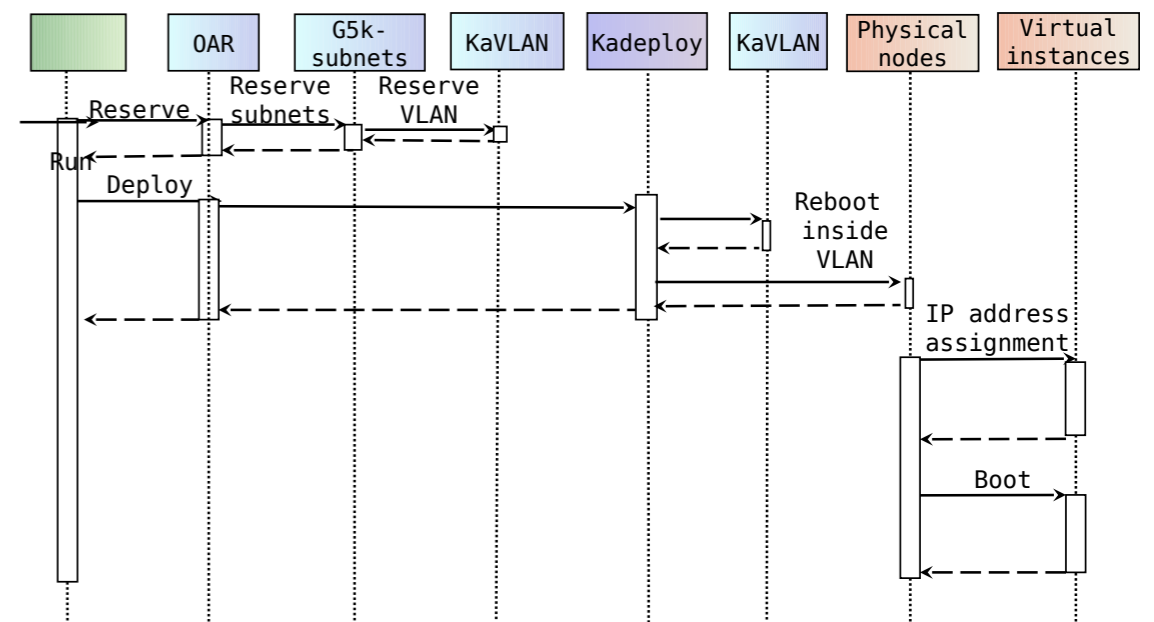 OAR
G5k-
subnets
KaVLAN
Kadeploy
KaVLAN
Physical
nodes
Virtual
instances
Reserve
Reserve
subnets
Reserve
VLAN
Run
Deploy
Reboot
inside
VLAN
IP address
assignment
Boot